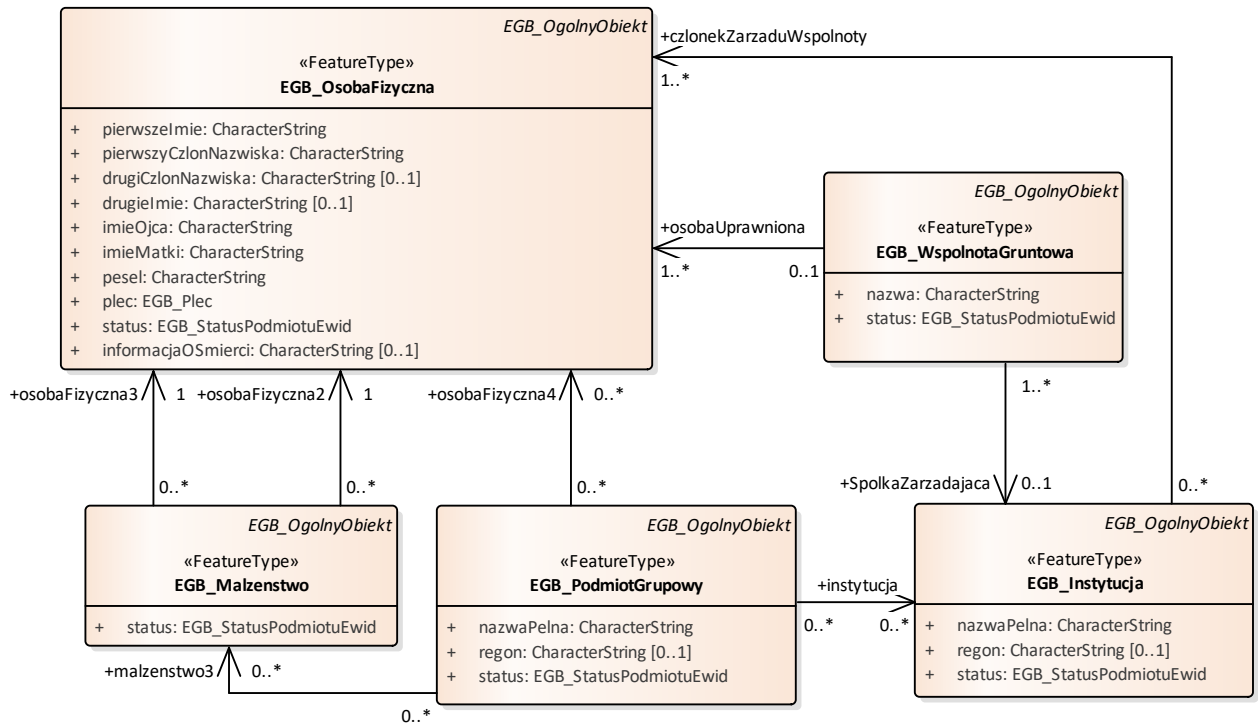 EGB_OgolnyObiekt
«FeatureType»
EGB_OsobaFizyczna
+ pierwszeImie: CharacterString
+ pierwszyCzlonNazwiska: CharacterString
+ drugiCzlonNazwiska: CharacterString [0..1]
+ drugieImie: CharacterString [0..1]
+ imieOjca: CharacterString
+ imieMatki: CharacterString
+ pesel: CharacterString
+ plec: EGB_Plec
+ status: EGB_StatusPodmiotuEwid
+ informacjaOSmierci: CharacterString [0..1]
+członekZarzaduWspolnoty
1..*
+osobaUprawniona
1..*
0..1
EGB_OgolnyObiekt
«FeatureType»
EGB_WspolnotaGruntowa
+ nazwa: CharacterString
+ status: EGB_StatusPodmiotuEwid
+osobaFizyczna3
1
+osobaFizyczna2
1
+osobaFizyczna4
0..*
1..*
0..*
0..*
0..*
+SpolkaZarzadajaca
0..1
0..*
EGB_OgolnyObiekt
«FeatureType»
EGB_Malzenstwo
+ status: EGB_StatusPodmiotuEwid
EGB_OgolnyObiekt
«FeatureType»
EGB_PodmiotGrupowy
+ nazwaPelna: CharacterString
+ regon: CharacterString [0..1]
+ status: EGB_StatusPodmiotuEwid
+instytucja
0..*
0..*
EGB_OgolnyObiekt
«FeatureType»
EGB_Instytucja
+ nazwaPelna: CharacterString
+ regon: CharacterString [0..1]
+ status: EGB_StatusPodmiotuEwid
+malzenstwo3
0..*
0..*